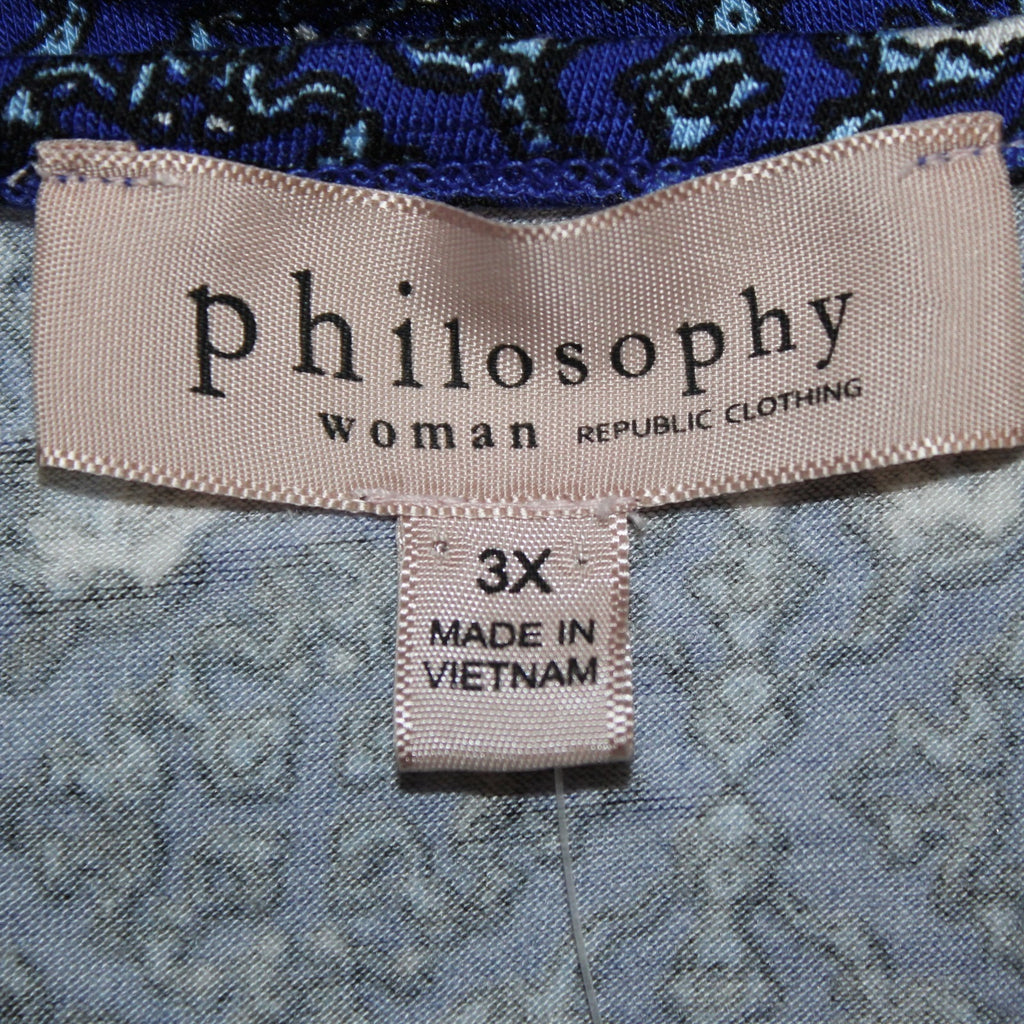 philosophy
woman REPUBLIC CLOTHING
3X
MADE IN
VIETNAM